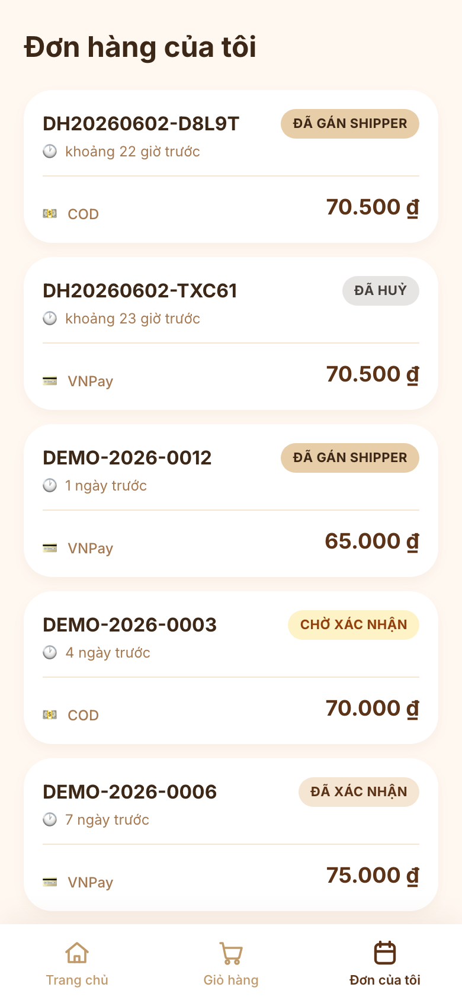 Đơn hàng của tôi
DH20260602-D8L9T
ĐÃ GÁN SHIPPER
khoảng 22 giờ trước
COD
70.500 ₫
DH20260602-TXC61
ĐÃ HUỶ
khoảng 23 giờ trước
VNPay
70.500 ₫
DEMO-2026-0012
ĐÃ GÁN SHIPPER
1 ngày trước
VNPay
65.000 ₫
DEMO-2026-0003
CHỜ XÁC NHẬN
4 ngày trước
COD
70.000 ₫
DEMO-2026-0006
ĐÃ XÁC NHẬN
7 ngày trước
VNPay
75.000 ₫
Trang chủ
Giỏ hàng
Đơn của tôi